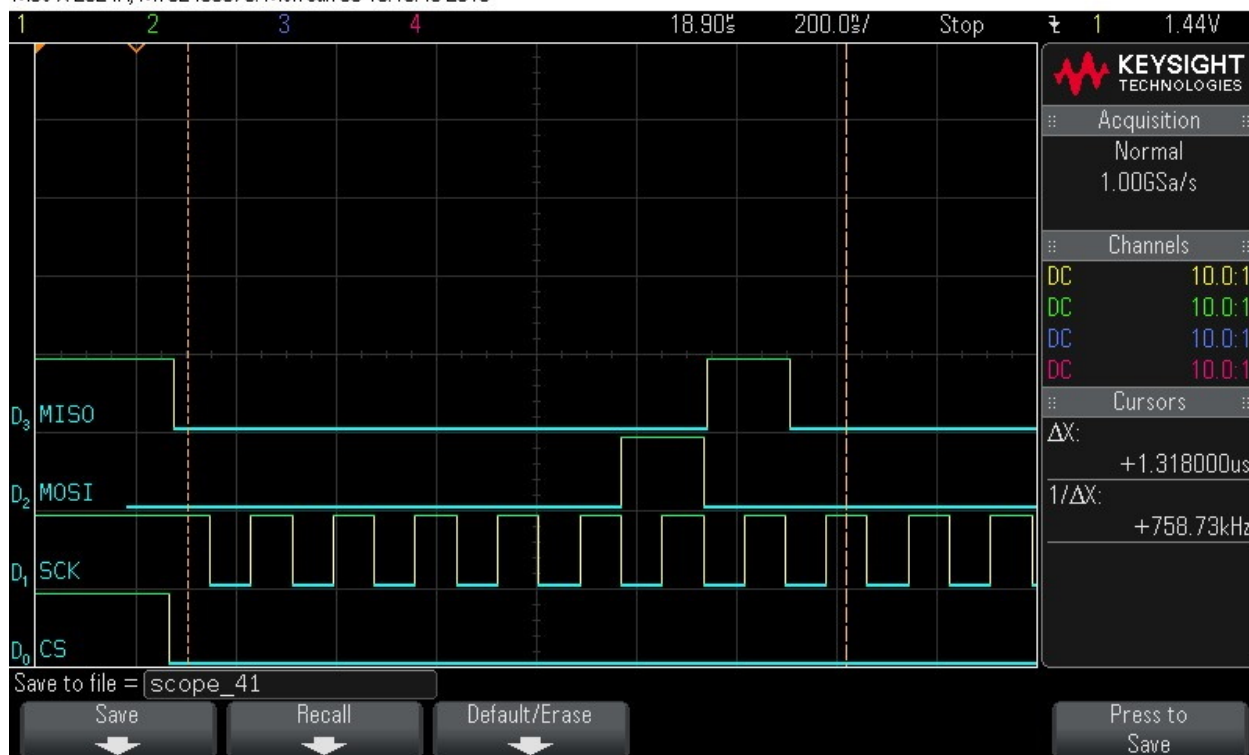 1 2 3 4 18.90s 200.0s/ Stop 1 1.44V
KEYSIGHT
TECHNOLOGIES
Acquisition
Normal
1.00GSa/s
Channels
DC 10.0:1
DC 10.0:1
DC 10.0:1
DC 10.0:1
Cursors
ΔX:
+1.318000us
1/ΔX:
+758.73kHz
D3 MISO
D2 MOSI
D1 SCK
D0 CS
Save to file = scope_41
Save Recall Default/Erase Press to
Save